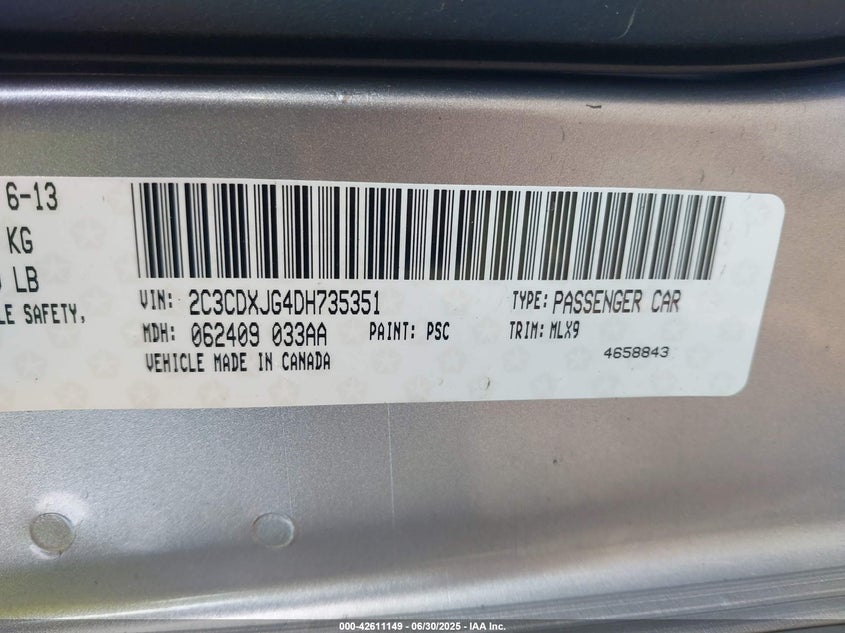 6-13
KG
LB
LE SAFETY,
VIN: 2C3CDXJG4DH735351 TYPE: PASSENGER CAR
MDH: 062409 033AA PAINT: PSC TRIM: MLX9
VEHICLE MADE IN CANADA 4658843
000-42611149 - 06/30/2025 - IAA Inc.